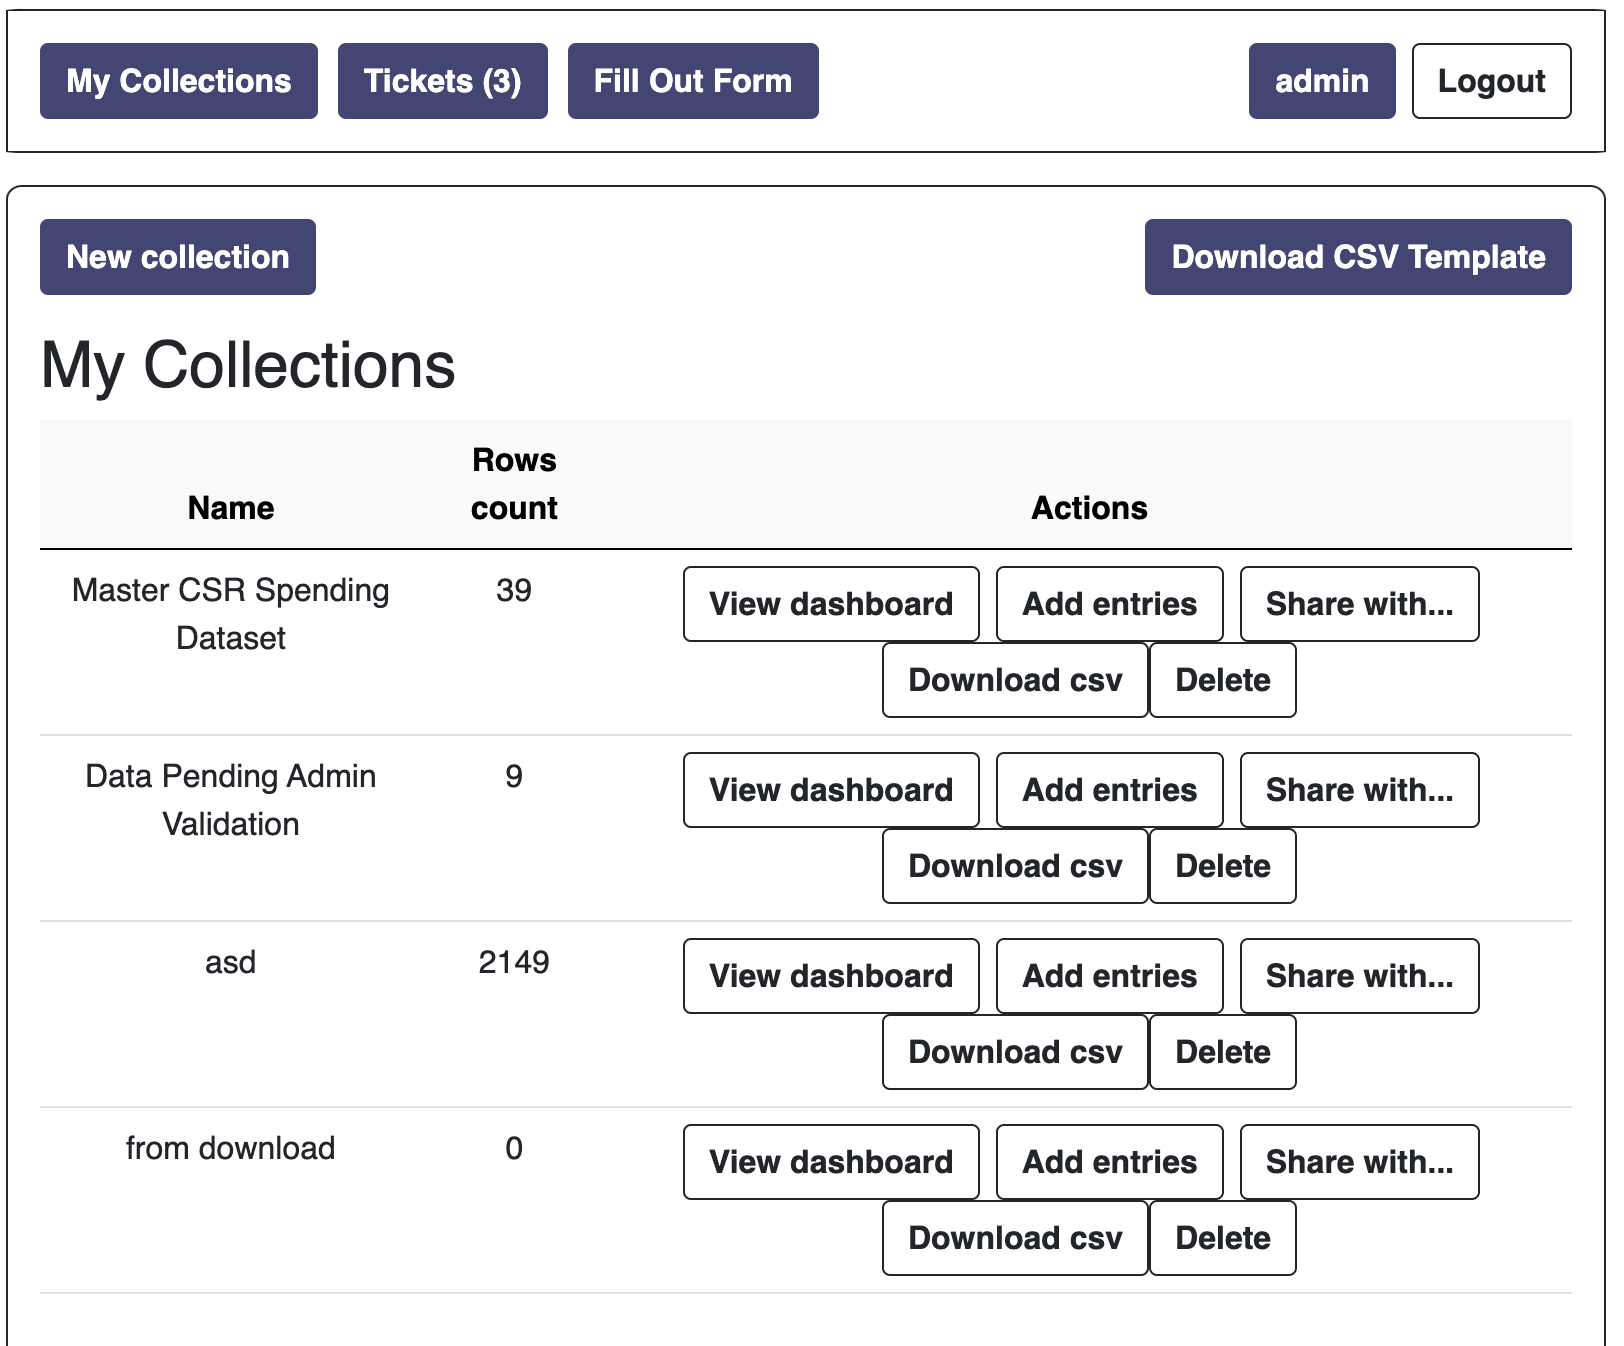 My Collections Tickets (3) Fill Out Form admin Logout
New collection Download CSV Template
My Collections
Name Rows count Actions
Master CSR Spending Dataset 39 View dashboard Add entries Share with...
Download csv Delete
Data Pending Admin Validation 9 View dashboard Add entries Share with...
Download csv Delete
asd 2149 View dashboard Add entries Share with...
Download csv Delete
from download 0 View dashboard Add entries Share with...
Download csv Delete